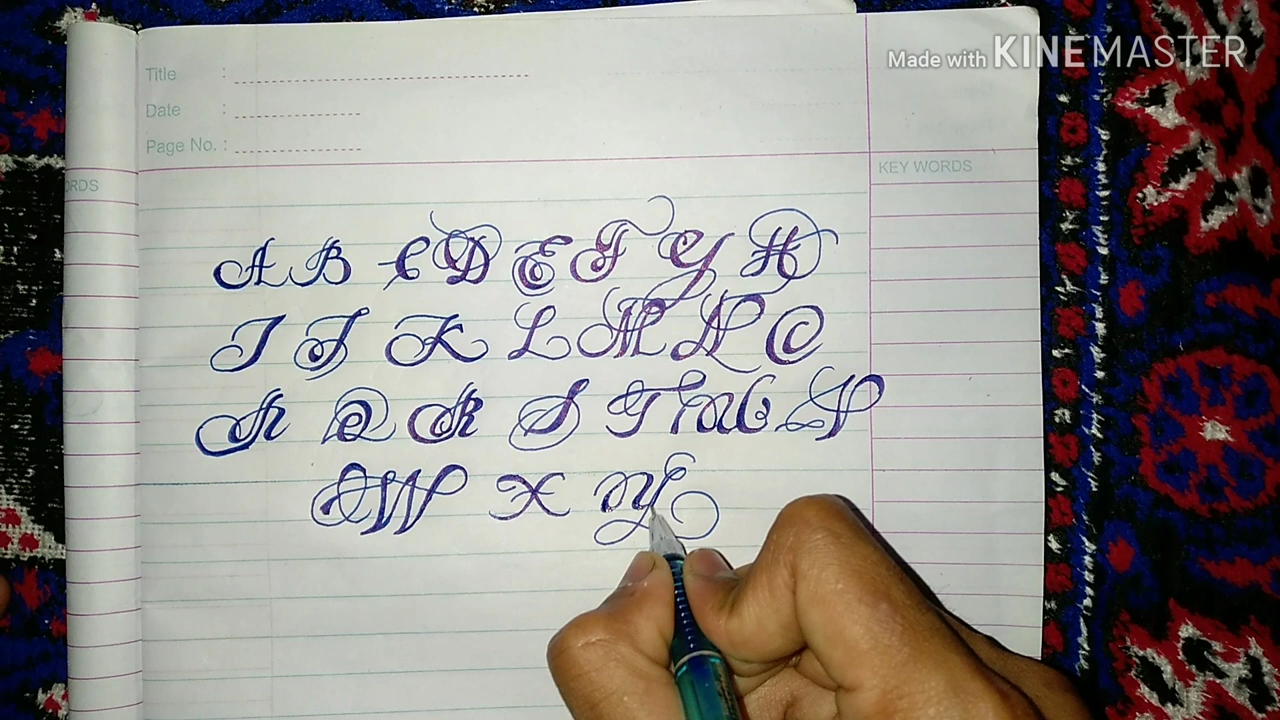 Made with KINEMASTER
Title : 
Date : 
Page No. : 
KEY WORDS
ORDS
A B C D E F G H
I J K L M N O
P Q R S T U V
W X Y